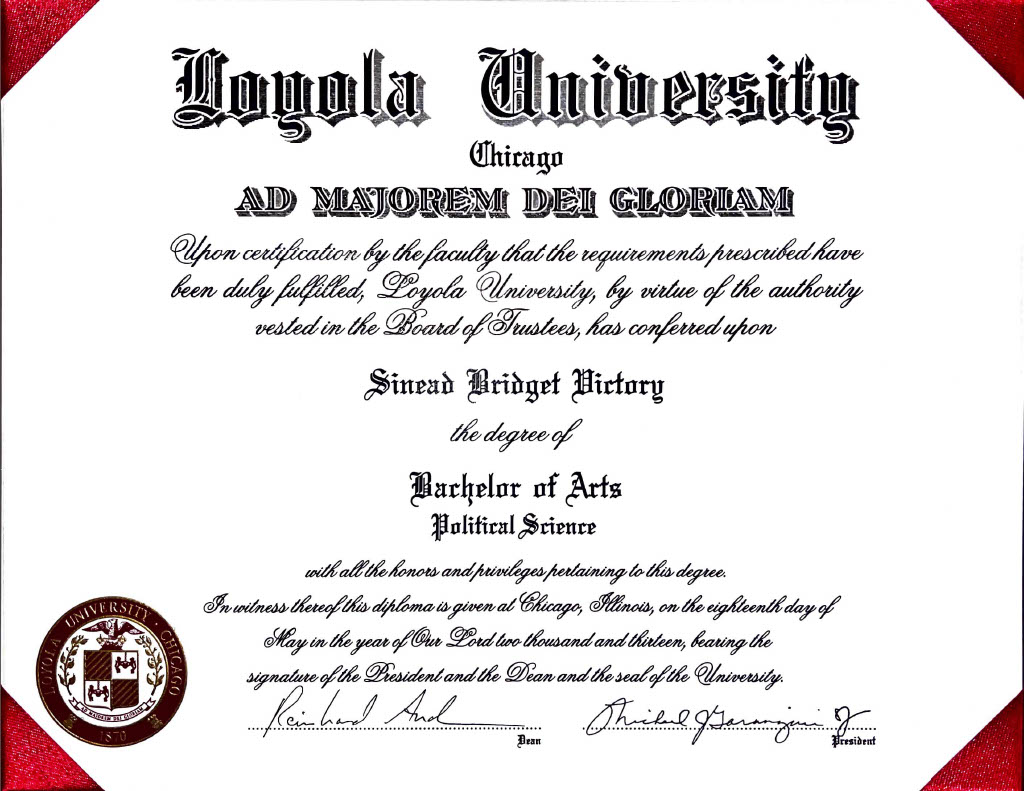 Loyola University
Chicago
AD MAJOREM DEI GLORIAM
Upon certification by the faculty that the requirements prescribed have
been duly fulfilled, Loyola University, by virtue of the authority
vested in the Board of Trustees, has conferred upon
Sinead Bridget Victory
the degree of
Bachelor of Arts
Political Science
with all the honors and privileges pertaining to this degree.
In witness thereof this diploma is given at Chicago, Illinois, on the eighteenth day of
May in the year of Our Lord two thousand and thirteen, bearing the
signature of the President and the Dean and the seal of the University.
LOYOLA · UNIVERSITY · CHICAGO
AD MAJOREM DEI GLORIAM
1870
Dean
President